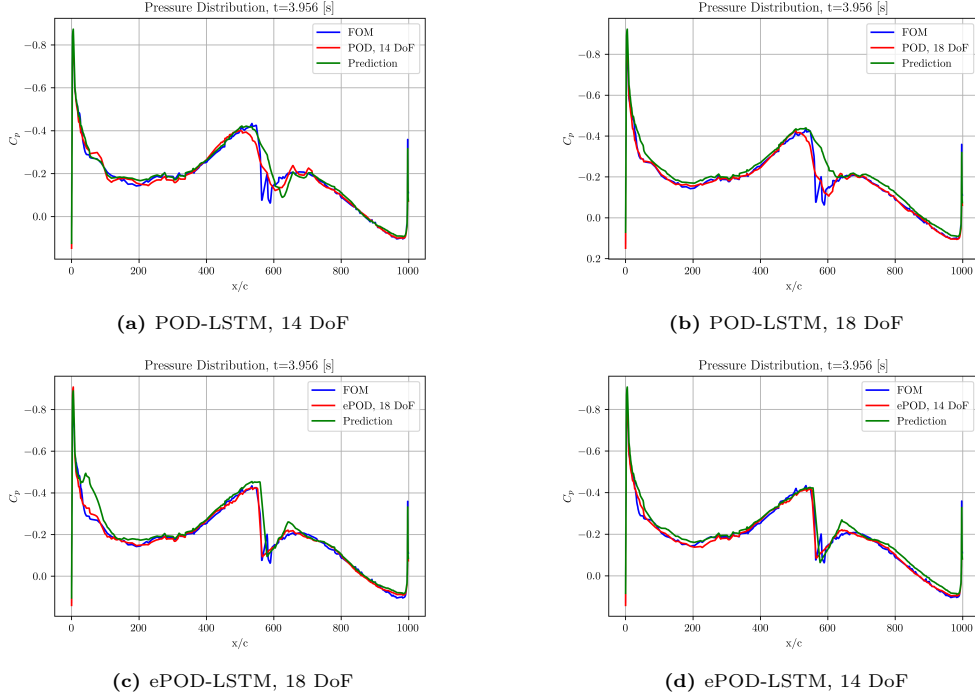 Pressure Distribution, t=3.956 [s]
FOM
POD, 14 DoF
Prediction
−0.8
−0.6
−0.4
−0.2
0.0
C_p
0 200 400 600 800 1000
x/c
(a) POD-LSTM, 14 DoF
Pressure Distribution, t=3.956 [s]
FOM
POD, 18 DoF
Prediction
−0.8
−0.6
−0.4
−0.2
0.0
0.2
C_p
0 200 400 600 800 1000
x/c
(b) POD-LSTM, 18 DoF
Pressure Distribution, t=3.956 [s]
FOM
ePOD, 18 DoF
Prediction
−0.8
−0.6
−0.4
−0.2
0.0
C_p
0 200 400 600 800 1000
x/c
(c) ePOD-LSTM, 18 DoF
Pressure Distribution, t=3.956 [s]
FOM
ePOD, 14 DoF
Prediction
−0.8
−0.6
−0.4
−0.2
0.0
C_p
0 200 400 600 800 1000
x/c
(d) ePOD-LSTM, 14 DoF